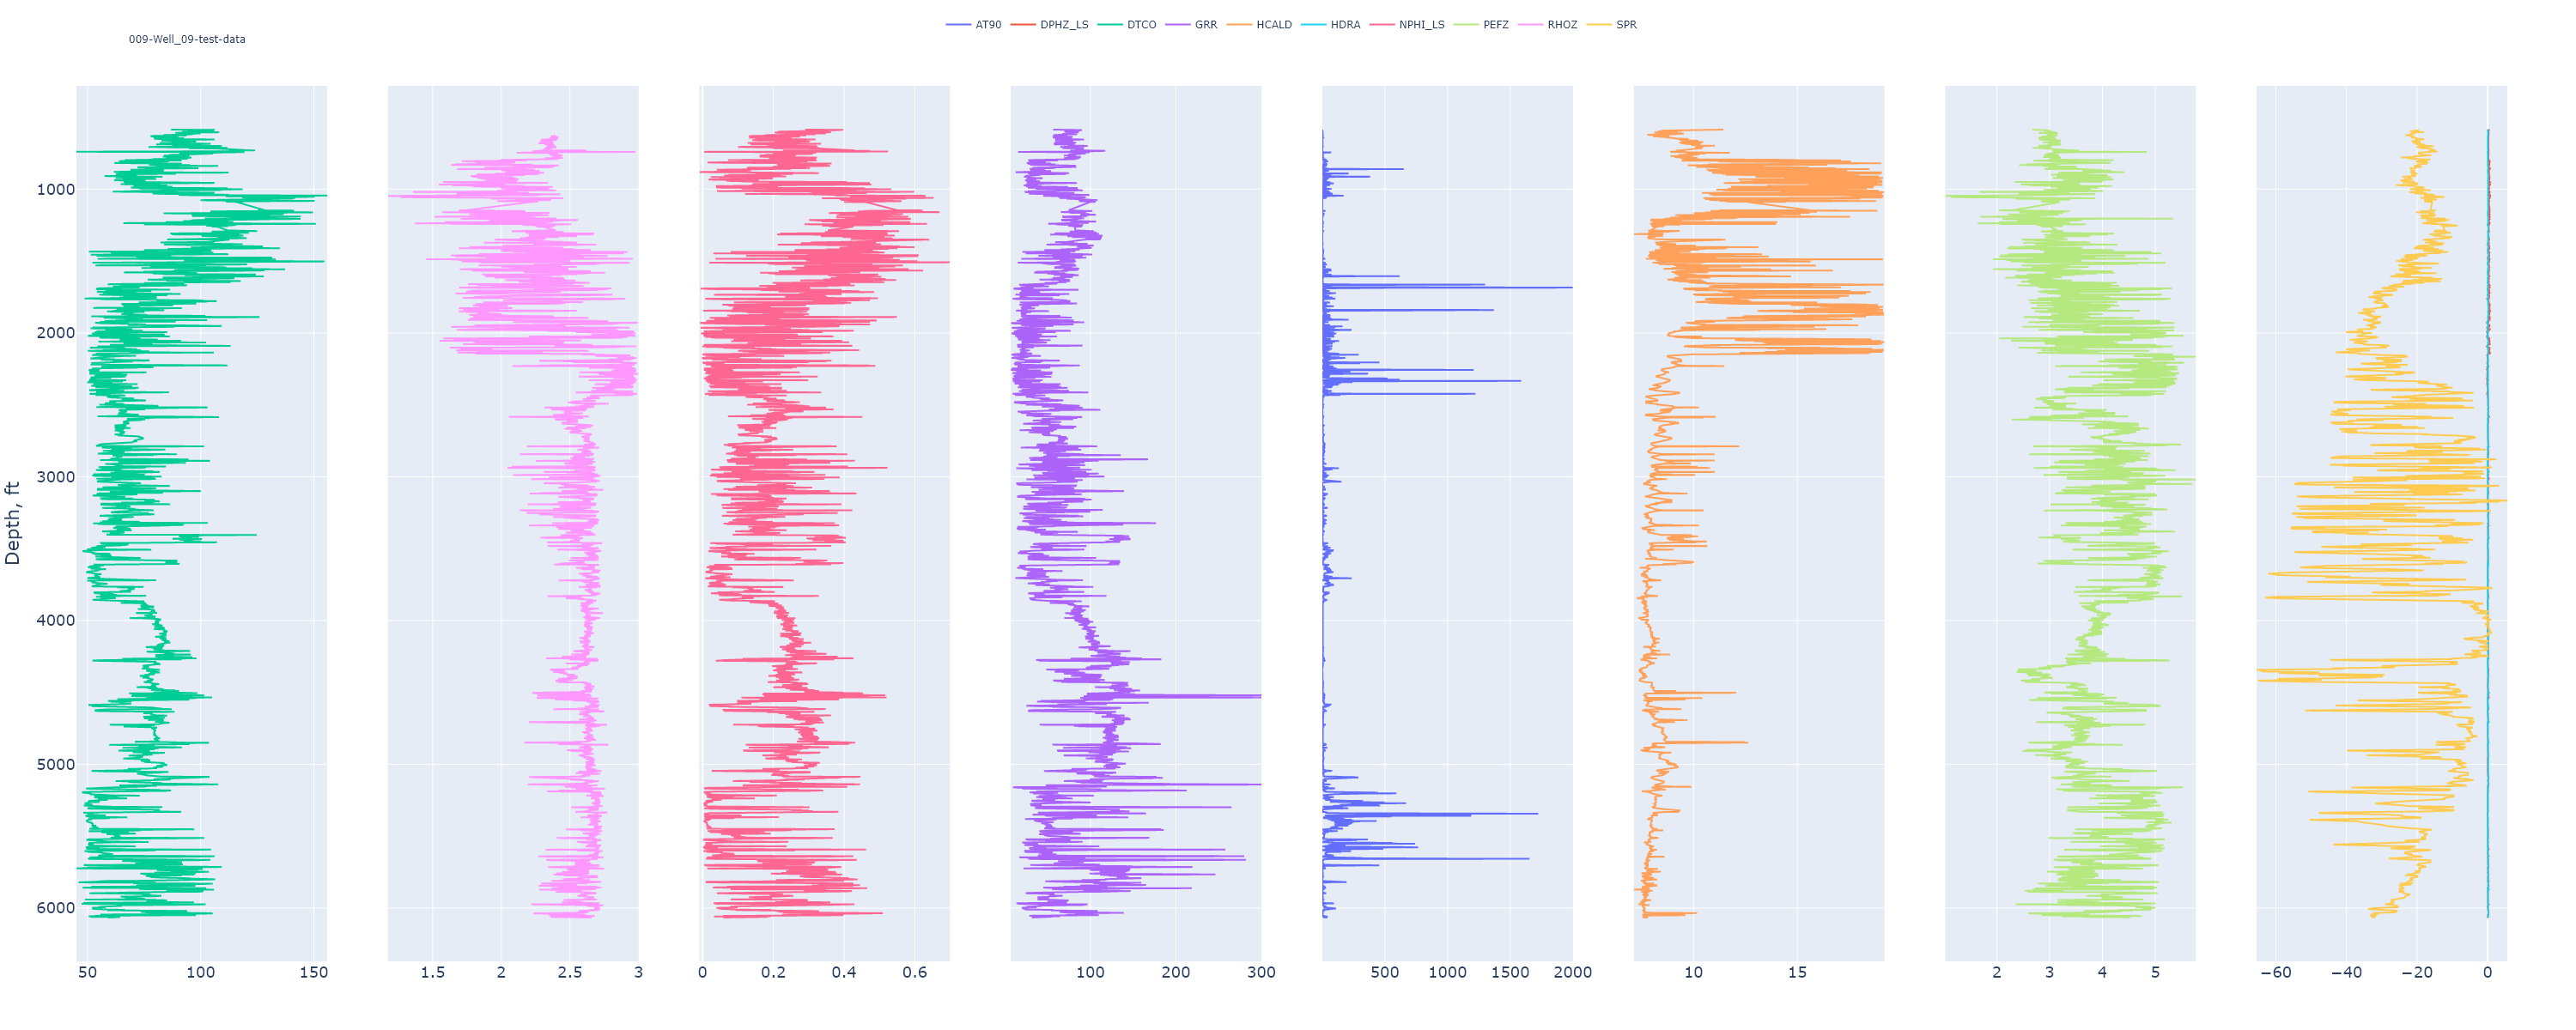 AT90 DPHZ_LS DTCO GRR HCALD HDRA NPHI_LS PEFZ RHOZ SPR
009-Well_09-test-data
Depth, ft
1000
2000
3000
4000
5000
6000
50 100 150
1.5 2 2.5 3
0 0.2 0.4 0.6
100 200 300
500 1000 1500 2000
10 15
2 3 4 5
−60 −40 −20 0